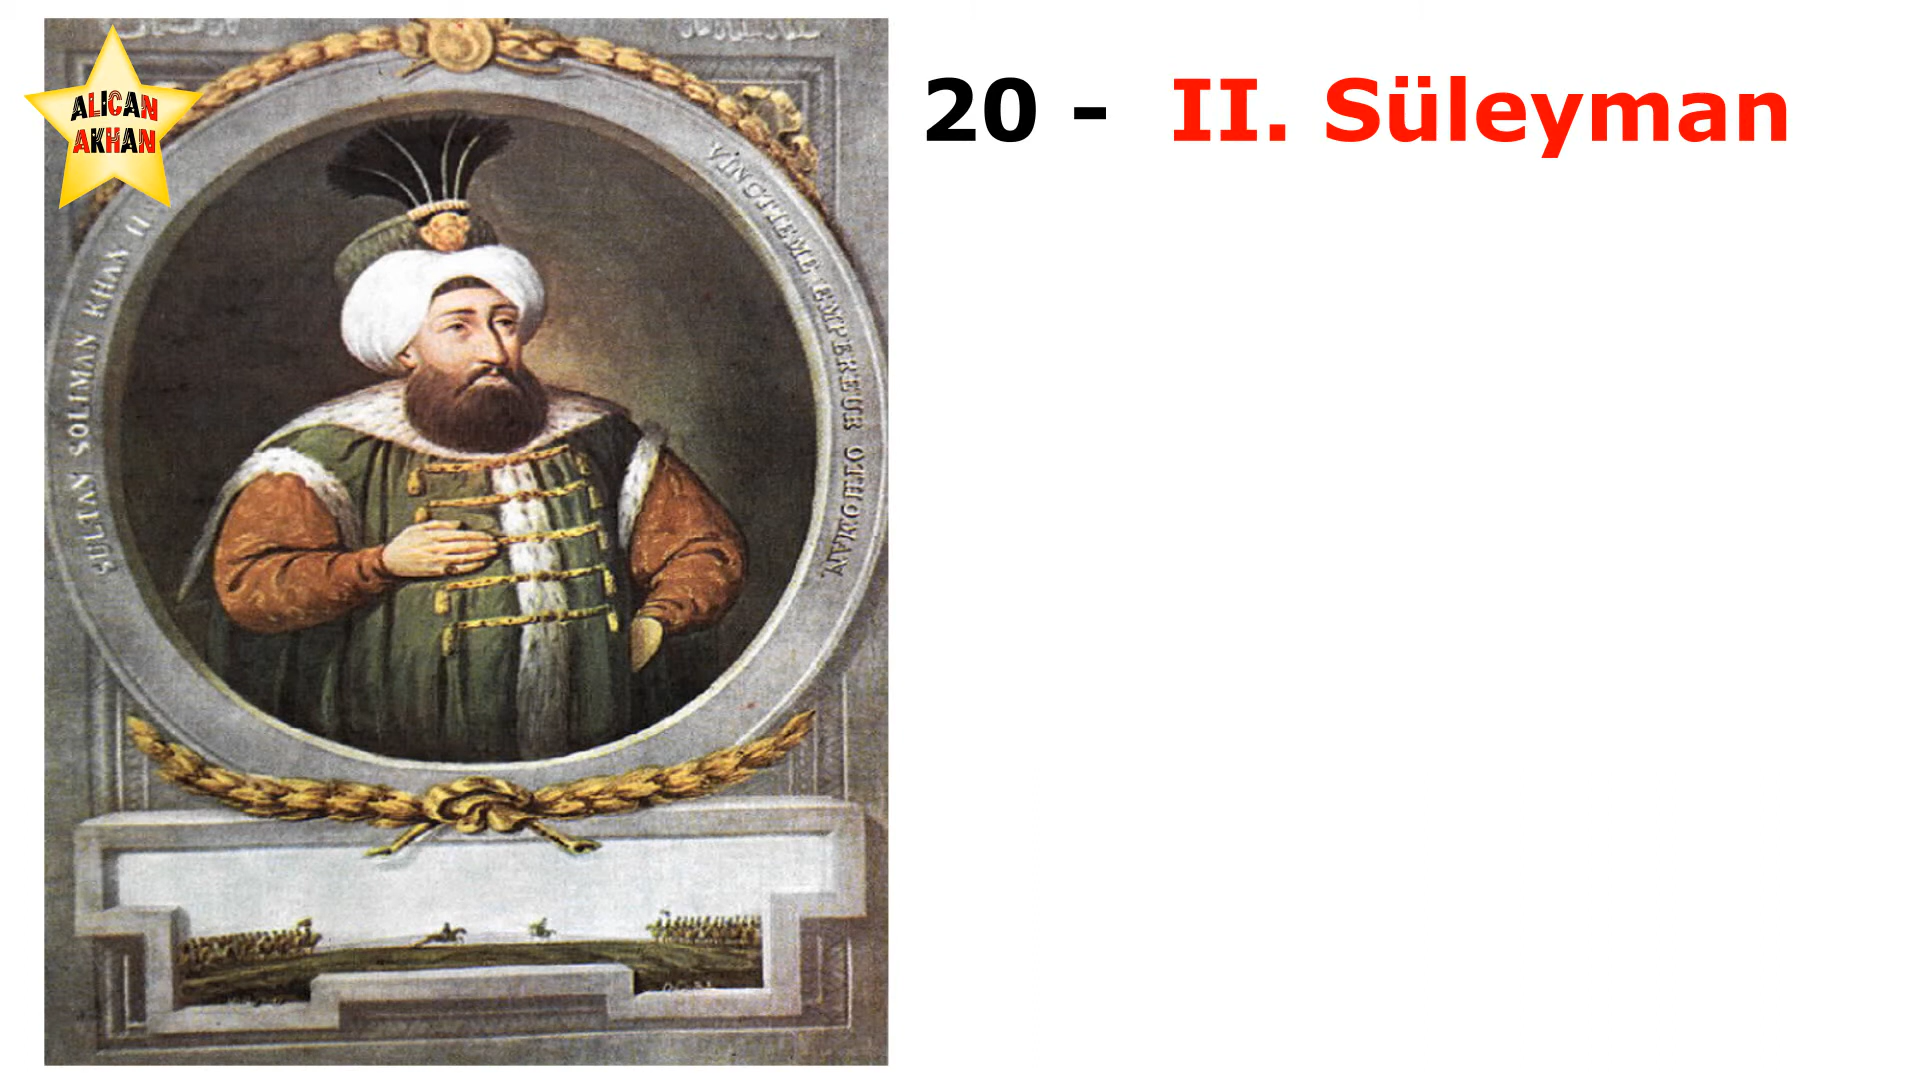 ALICAN
AKHAN
20 - II. Süleyman
SULTAN SOLIMAN KHAN II
VINGTIEME EMPEREUR OTHOMAN.